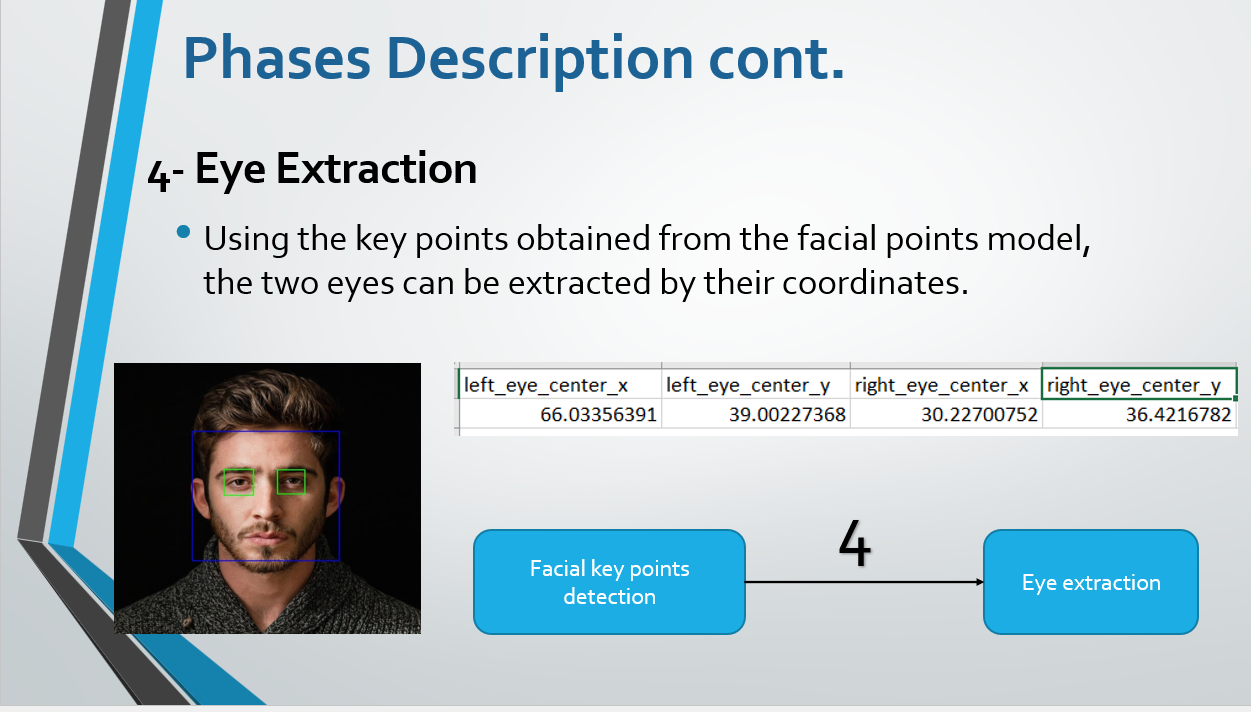 Phases Description cont.
4- Eye Extraction
• Using the key points obtained from the facial points model,
the two eyes can be extracted by their coordinates.
left_eye_center_x left_eye_center_y right_eye_center_x right_eye_center_y
66.03356391 39.00227368 30.22700752 36.4216782
4
Facial key points
detection
Eye extraction